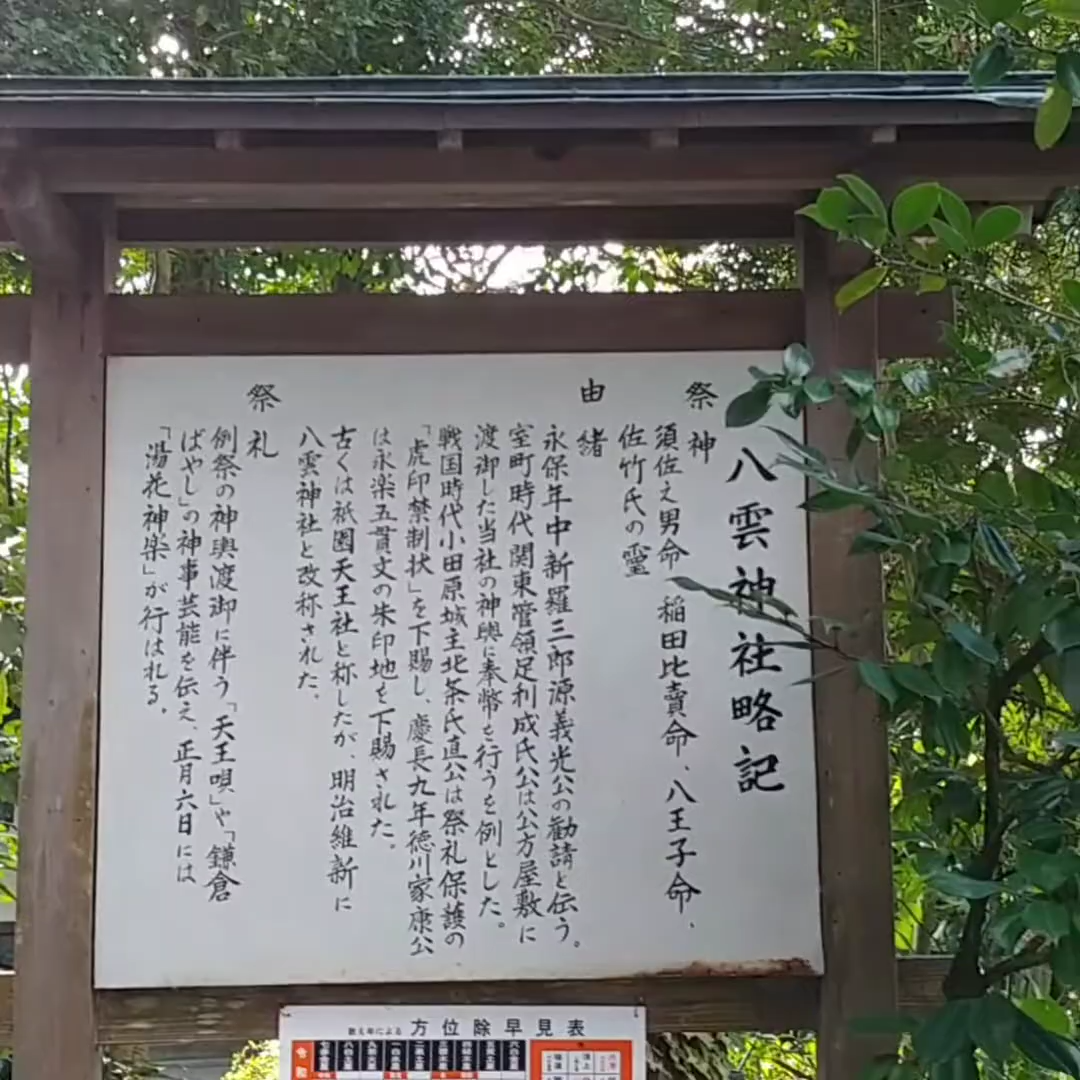 八雲神社略記
祭神
須佐之男命 稲田比賣命、八王子命、
佐竹氏の霊
由緒
永保年中新羅三郎源義光公の勧請と伝う。
室町時代関東管領足利成氏公は公方屋敷に
渡御した当社の神輿に奉幣を行うを例とした。
戦国時代小田原城主北条氏直公は祭礼保護の
「虎印禁制状」を下賜し、慶長九年徳川家康公
は永楽五貫文の朱印地を下賜された。
古くは祇園天王社と称したが、明治維新に
八雲神社と改称された、
祭礼
例祭の神輿渡御に伴う「天王唄」や「鎌倉
ばやし」の神事芸能を伝え、正月六日には
「湯花神楽」が行はれる。
数え年による 方位除早見表
令和